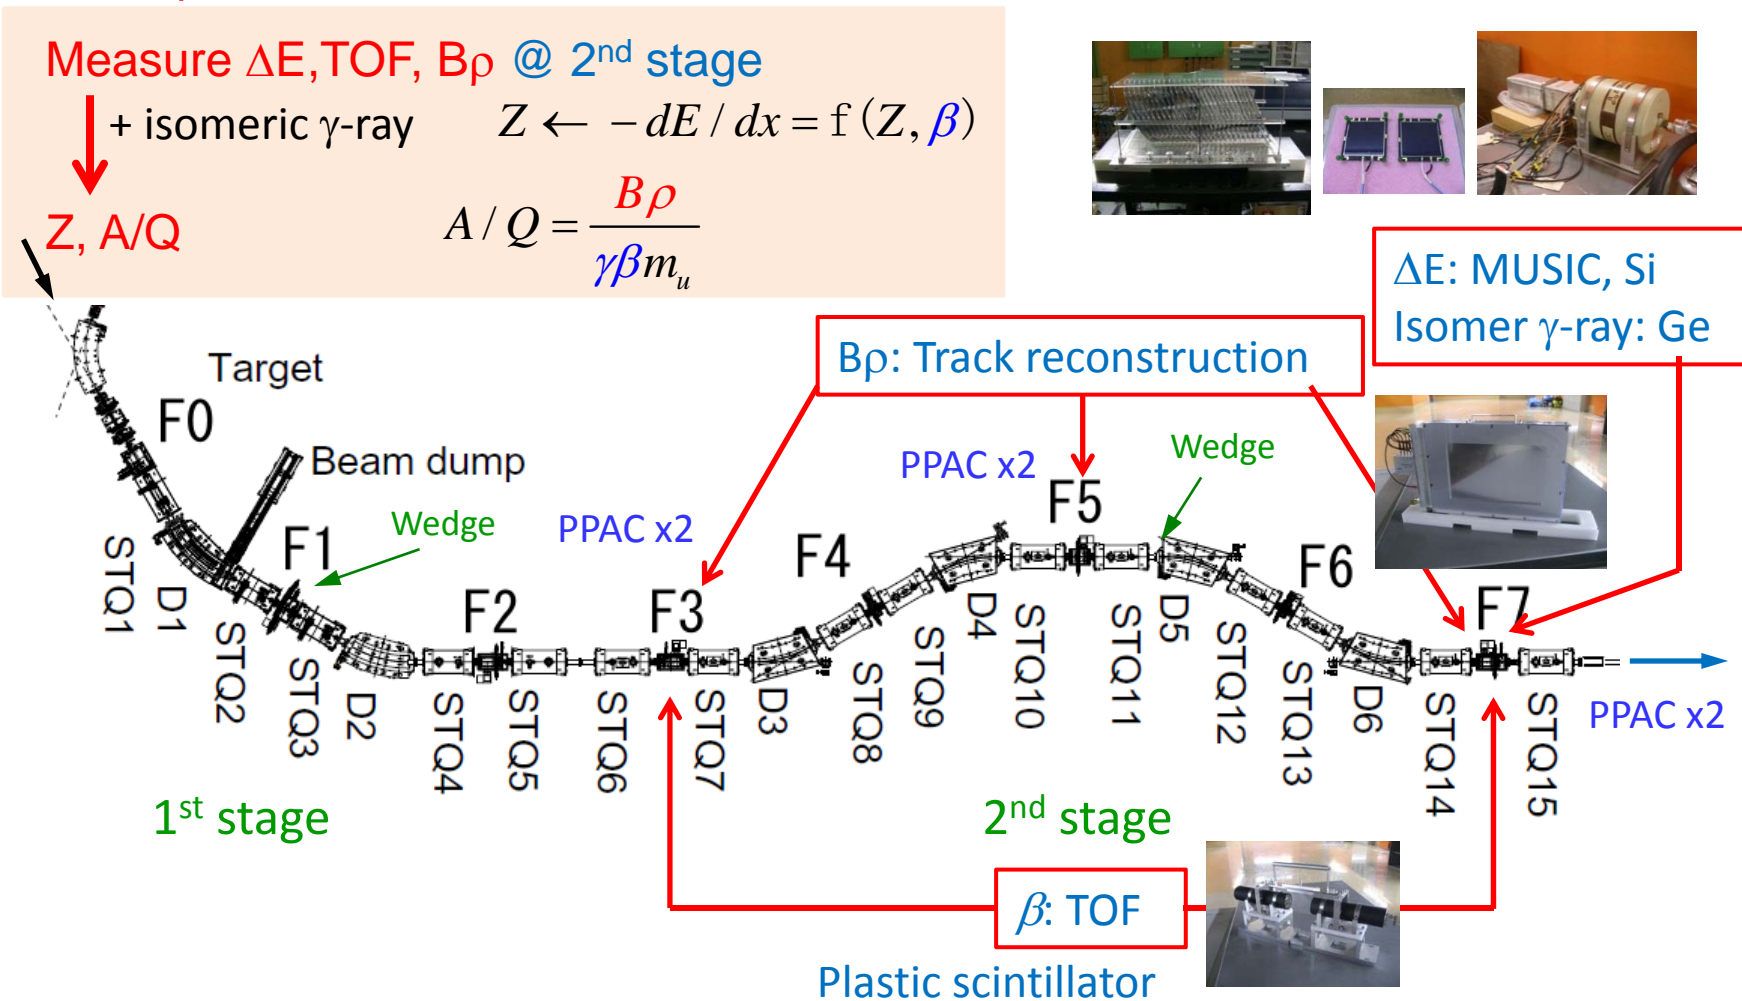 Measure ΔE,TOF, Bρ @ 2nd stage
+ isomeric γ-ray
Z ← −dE / dx = f (Z, β)
Z, A/Q
A / Q = Bρ / γβm_u
ΔE: MUSIC, Si
Isomer γ-ray: Ge
Bρ: Track reconstruction
Target
F0
Beam dump
F1
Wedge
PPAC x2
PPAC x2
F5
Wedge
F4
F6
F2
F3
F7
STQ1
D1
STQ2
STQ3
D2
STQ4
STQ5
STQ6
STQ7
D3
STQ8
STQ9
D4
STQ10
STQ11
D5
STQ12
STQ13
D6
STQ14
STQ15
PPAC x2
1st stage
2nd stage
β: TOF
Plastic scintillator